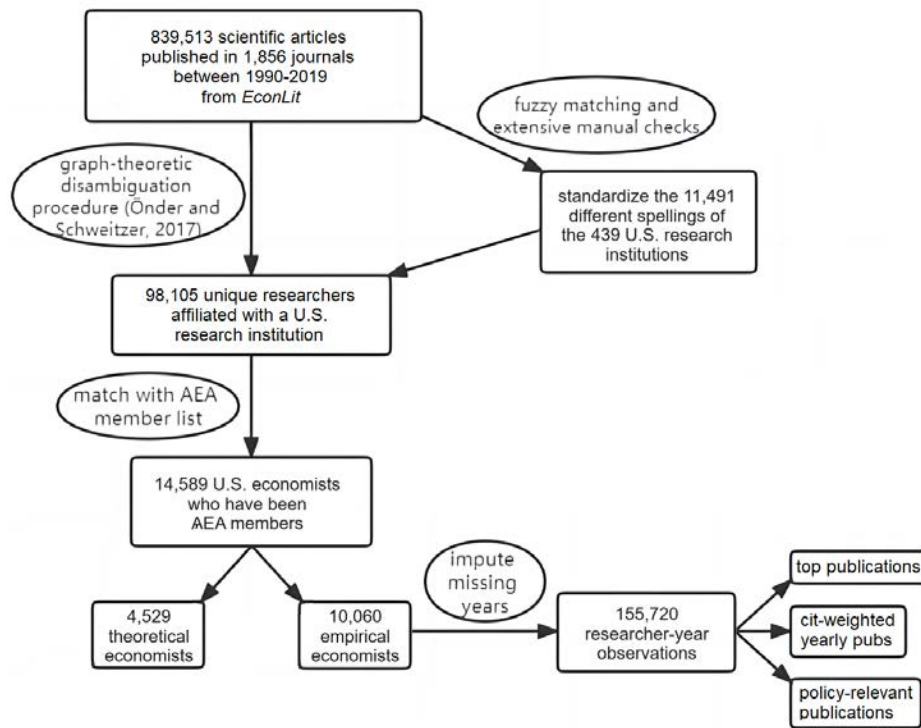 839,513 scientific articles
published in 1,856 journals
between 1990-2019
from EconLit
fuzzy matching and
extensive manual checks
graph-theoretic
disambiguation
procedure (Önder and
Schweitzer, 2017)
standardize the 11,491
different spellings of
the 439 U.S. research
institutions
98,105 unique researchers
affiliated with a U.S.
research institution
match with AEA
member list
14,589 U.S. economists
who have been
AEA members
impute
missing
years
4,529
theoretical
economists
10,060
empirical
economists
155,720
researcher-year
observations
top publications
cit-weighted
yearly pubs
policy-relevant
publications